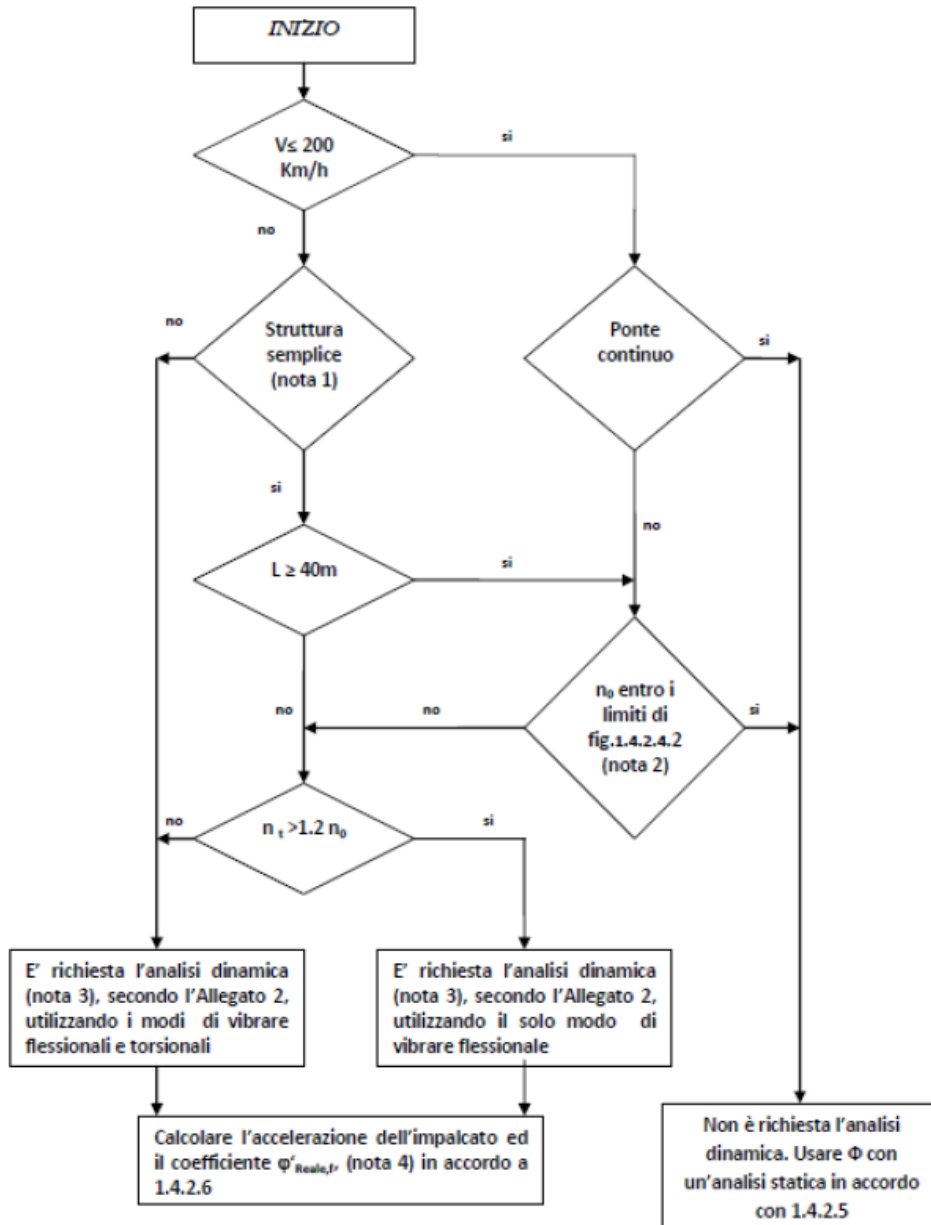 INIZIO
V≤ 200
Km/h
si
no
no
Struttura
semplice
(nota 1)
Ponte
continuo
si
si
no
L ≥ 40m
si
no
no
n₀ entro i
limiti di
fig.1.4.2.4.2
(nota 2)
si
no
n t >1.2 n₀
si
E' richiesta l'analisi dinamica
(nota 3), secondo l'Allegato 2,
utilizzando i modi di vibrare
flessionali e torsionali
E' richiesta l'analisi dinamica
(nota 3), secondo l'Allegato 2,
utilizzando il solo modo di
vibrare flessionale
Calcolare l'accelerazione dell'impalcato ed
il coefficiente φ'Reale,f, (nota 4) in accordo a
1.4.2.6
Non è richiesta l'analisi
dinamica. Usare Φ con
un'analisi statica in accordo
con 1.4.2.5